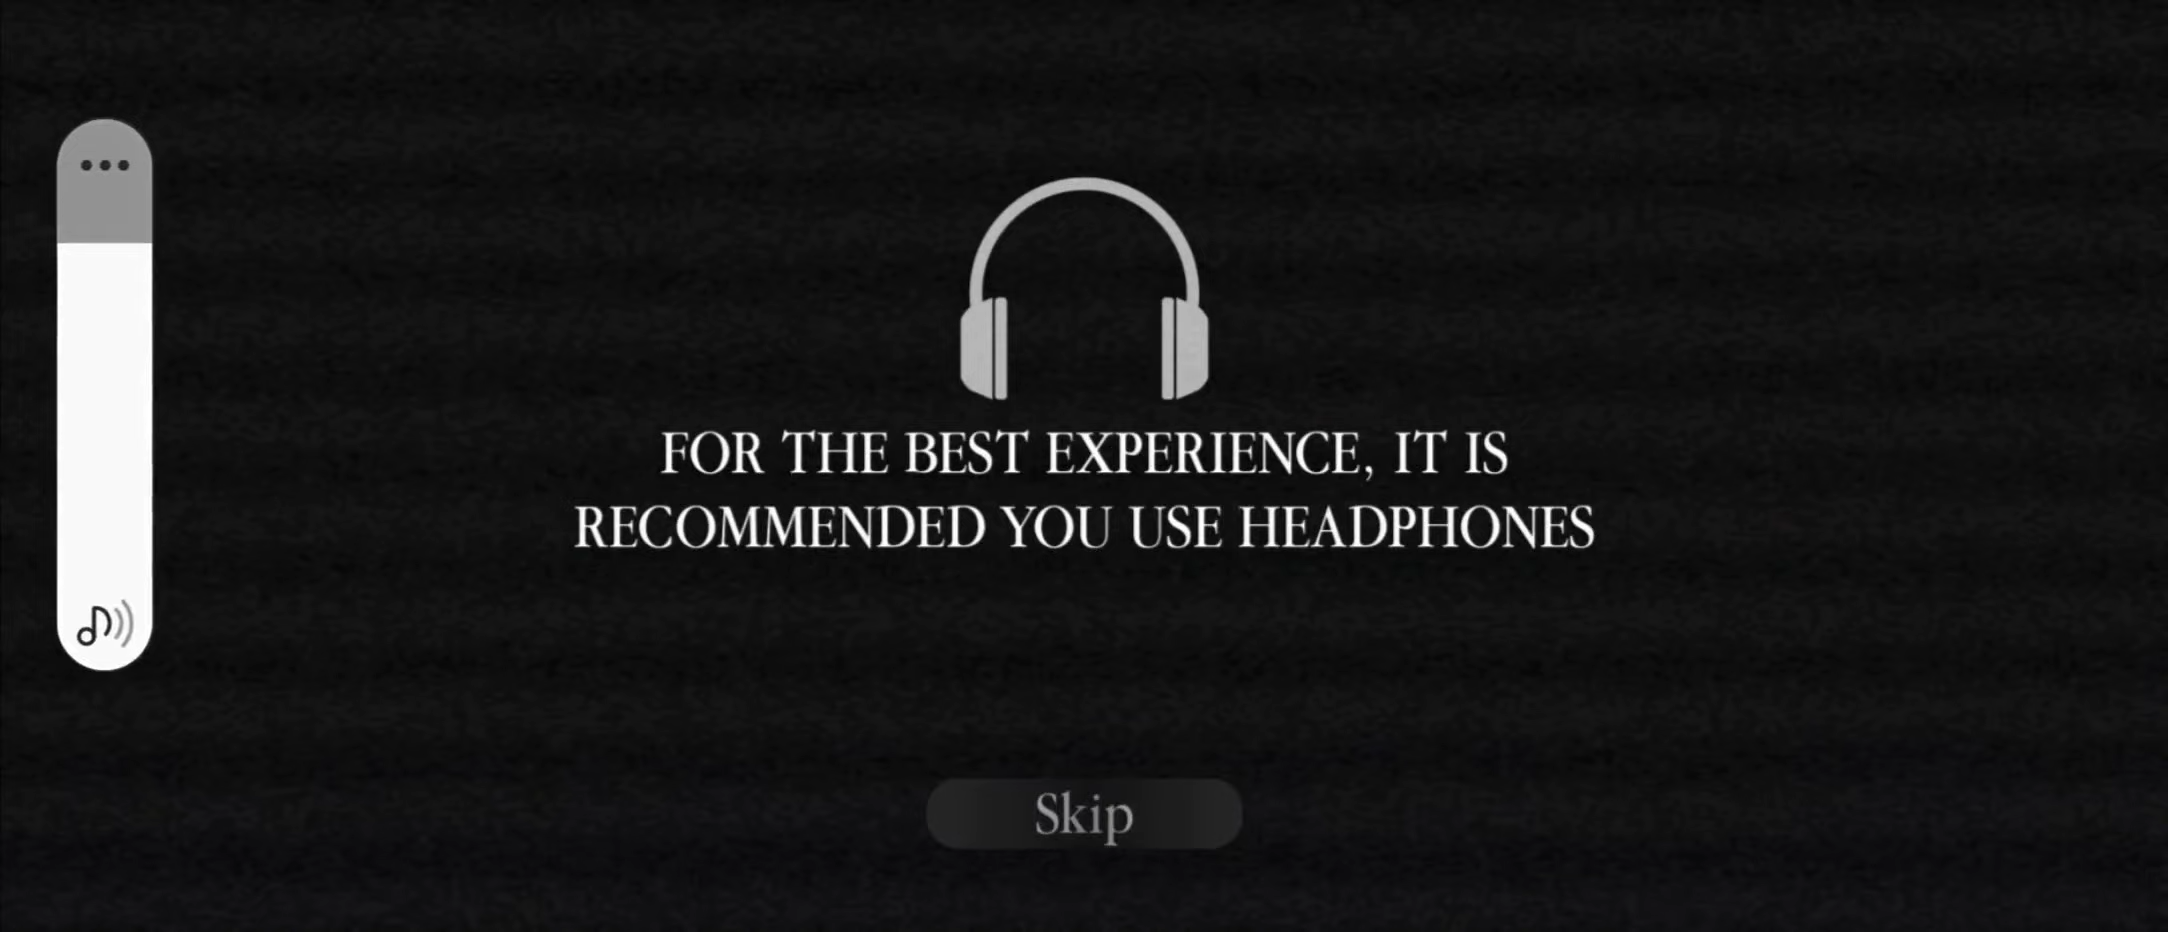 FOR THE BEST EXPERIENCE, IT IS
RECOMMENDED YOU USE HEADPHONES
Skip